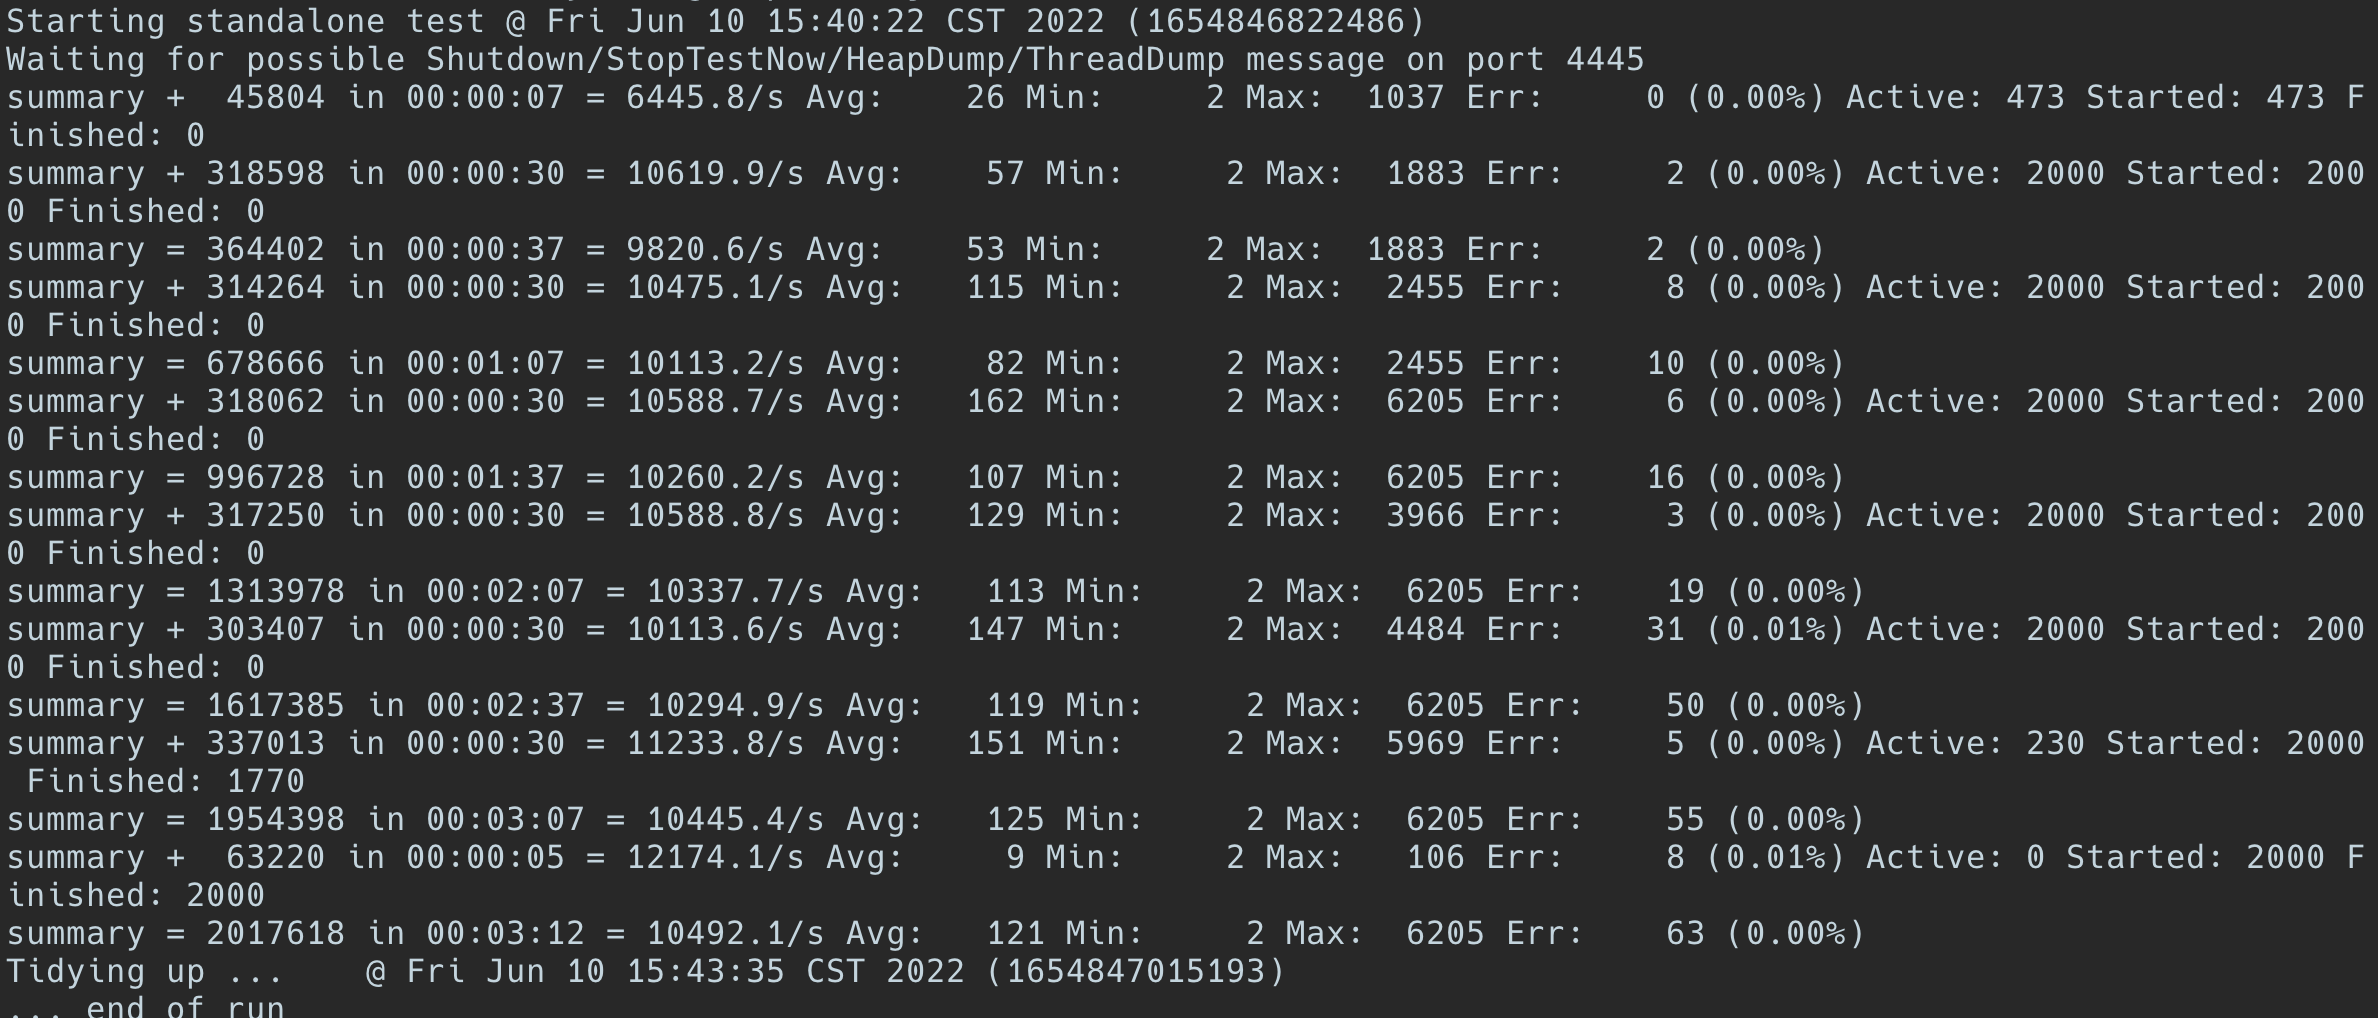 Starting standalone test @ Fri Jun 10 15:40:22 CST 2022 (1654846822486)
Waiting for possible Shutdown/StopTestNow/HeapDump/ThreadDump message on port 4445
summary +  45804 in 00:00:07 = 6445.8/s Avg:    26 Min:     2 Max:  1037 Err:     0 (0.00%) Active: 473 Started: 473 F
inished: 0
summary + 318598 in 00:00:30 = 10619.9/s Avg:    57 Min:     2 Max:  1883 Err:     2 (0.00%) Active: 2000 Started: 200
0 Finished: 0
summary = 364402 in 00:00:37 = 9820.6/s Avg:    53 Min:     2 Max:  1883 Err:     2 (0.00%)
summary + 314264 in 00:00:30 = 10475.1/s Avg:   115 Min:     2 Max:  2455 Err:     8 (0.00%) Active: 2000 Started: 200
0 Finished: 0
summary = 678666 in 00:01:07 = 10113.2/s Avg:    82 Min:     2 Max:  2455 Err:    10 (0.00%)
summary + 318062 in 00:00:30 = 10588.7/s Avg:   162 Min:     2 Max:  6205 Err:     6 (0.00%) Active: 2000 Started: 200
0 Finished: 0
summary = 996728 in 00:01:37 = 10260.2/s Avg:   107 Min:     2 Max:  6205 Err:    16 (0.00%)
summary + 317250 in 00:00:30 = 10588.8/s Avg:   129 Min:     2 Max:  3966 Err:     3 (0.00%) Active: 2000 Started: 200
0 Finished: 0
summary = 1313978 in 00:02:07 = 10337.7/s Avg:   113 Min:     2 Max:  6205 Err:    19 (0.00%)
summary + 303407 in 00:00:30 = 10113.6/s Avg:   147 Min:     2 Max:  4484 Err:    31 (0.01%) Active: 2000 Started: 200
0 Finished: 0
summary = 1617385 in 00:02:37 = 10294.9/s Avg:   119 Min:     2 Max:  6205 Err:    50 (0.00%)
summary + 337013 in 00:00:30 = 11233.8/s Avg:   151 Min:     2 Max:  5969 Err:     5 (0.00%) Active: 230 Started: 2000
 Finished: 1770
summary = 1954398 in 00:03:07 = 10445.4/s Avg:   125 Min:     2 Max:  6205 Err:    55 (0.00%)
summary +  63220 in 00:00:05 = 12174.1/s Avg:     9 Min:     2 Max:   106 Err:     8 (0.01%) Active: 0 Started: 2000 F
inished: 2000
summary = 2017618 in 00:03:12 = 10492.1/s Avg:   121 Min:     2 Max:  6205 Err:    63 (0.00%)
Tidying up ...    @ Fri Jun 10 15:43:35 CST 2022 (1654847015193)
... end of run